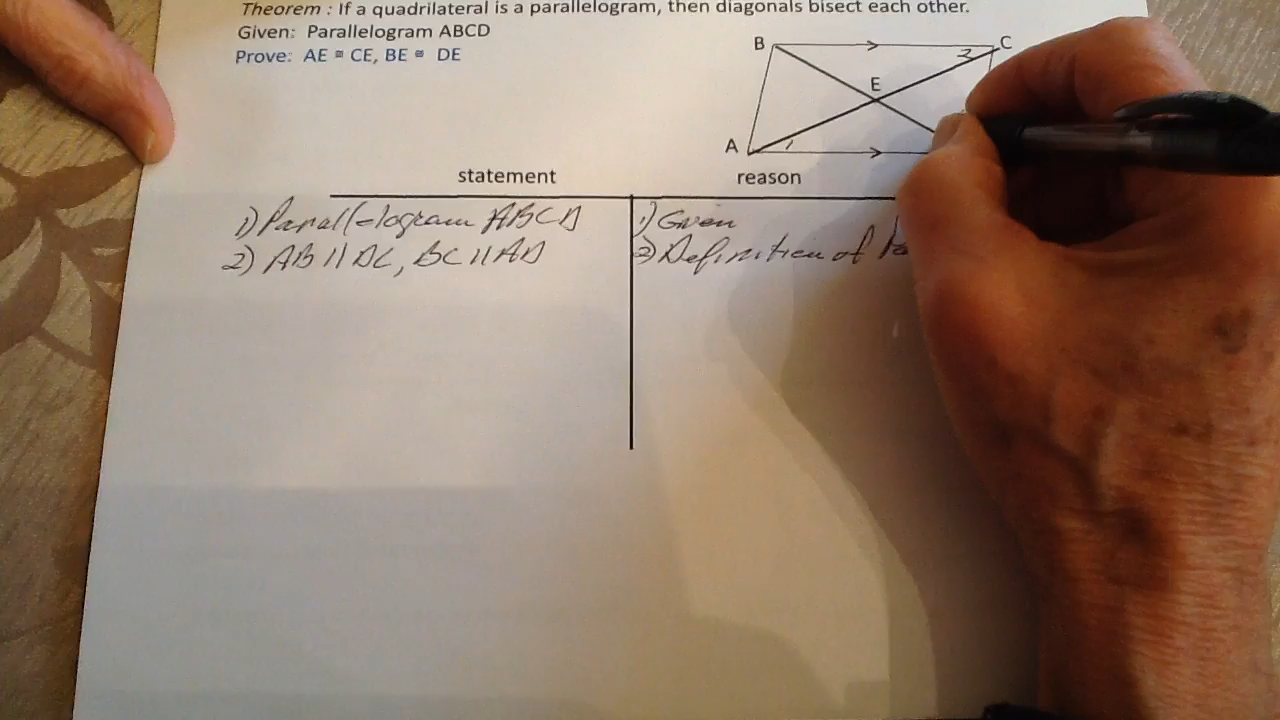 Theorem : If a quadrilateral is a parallelogram, then diagonals bisect each other.
Given: Parallelogram ABCD
Prove: AE ≅ CE, BE ≅ DE
B
C
3
E
A
1
statement reason
1) Parallelogram ABCD 1) Given
2) AB || DC, BC || AD 2) Definition of